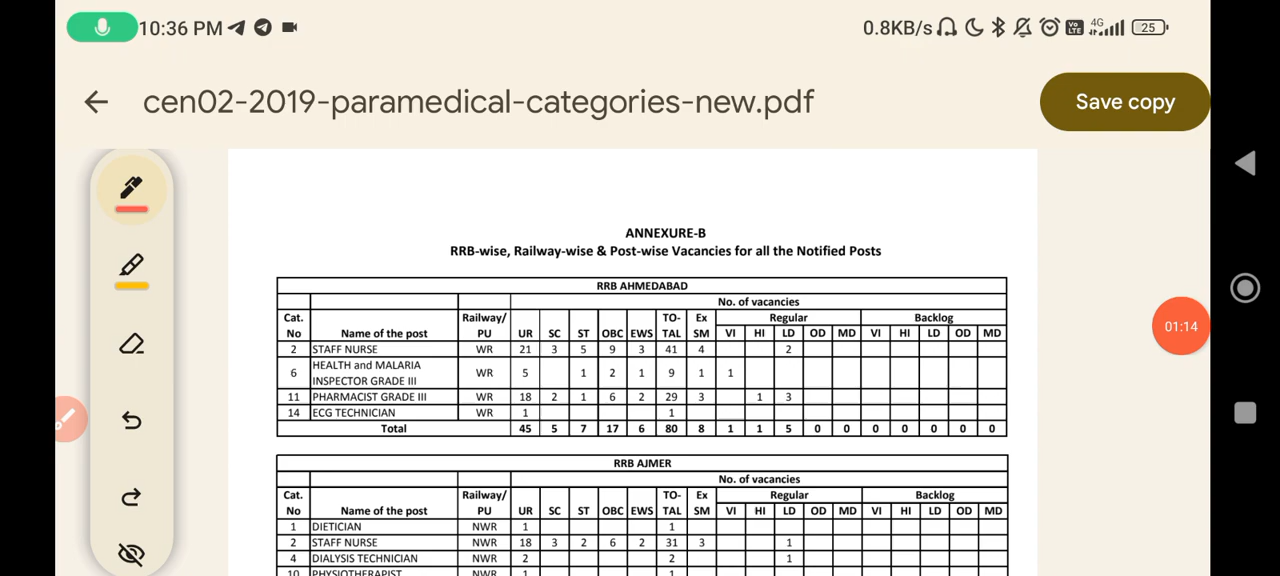 10:36 PM
0.8KB/s 4G 25
Vo LTE
cen02-2019-paramedical-categories-new.pdf
Save copy
01:14
ANNEXURE-B
RRB-wise, Railway-wise & Post-wise Vacancies for all the Notified Posts
RRB AHMEDABAD
No. of vacancies
Cat. Railway/ TO- Ex Regular Backlog
No Name of the post PU UR SC ST OBC EWS TAL SM VI HI LD OD MD VI HI LD OD MD
2 STAFF NURSE WR 21 3 5 9 3 41 4 2
HEALTH and MALARIA
6 INSPECTOR GRADE III WR 5 1 2 1 9 1 1
11 PHARMACIST GRADE III WR 18 2 1 6 2 29 3 1 3
14 ECG TECHNICIAN WR 1 1
Total 45 5 7 17 6 80 8 1 1 5 0 0 0 0 0 0 0
RRB AJMER
No. of vacancies
Cat. Railway/ TO- Ex Regular Backlog
No Name of the post PU UR SC ST OBC EWS TAL SM VI HI LD OD MD VI HI LD OD MD
1 DIETICIAN NWR 1 1
2 STAFF NURSE NWR 18 3 2 6 2 31 3 1
4 DIALYSIS TECHNICIAN NWR 2 2 1
10 PHYSIOTHERAPIST NWR 1 1